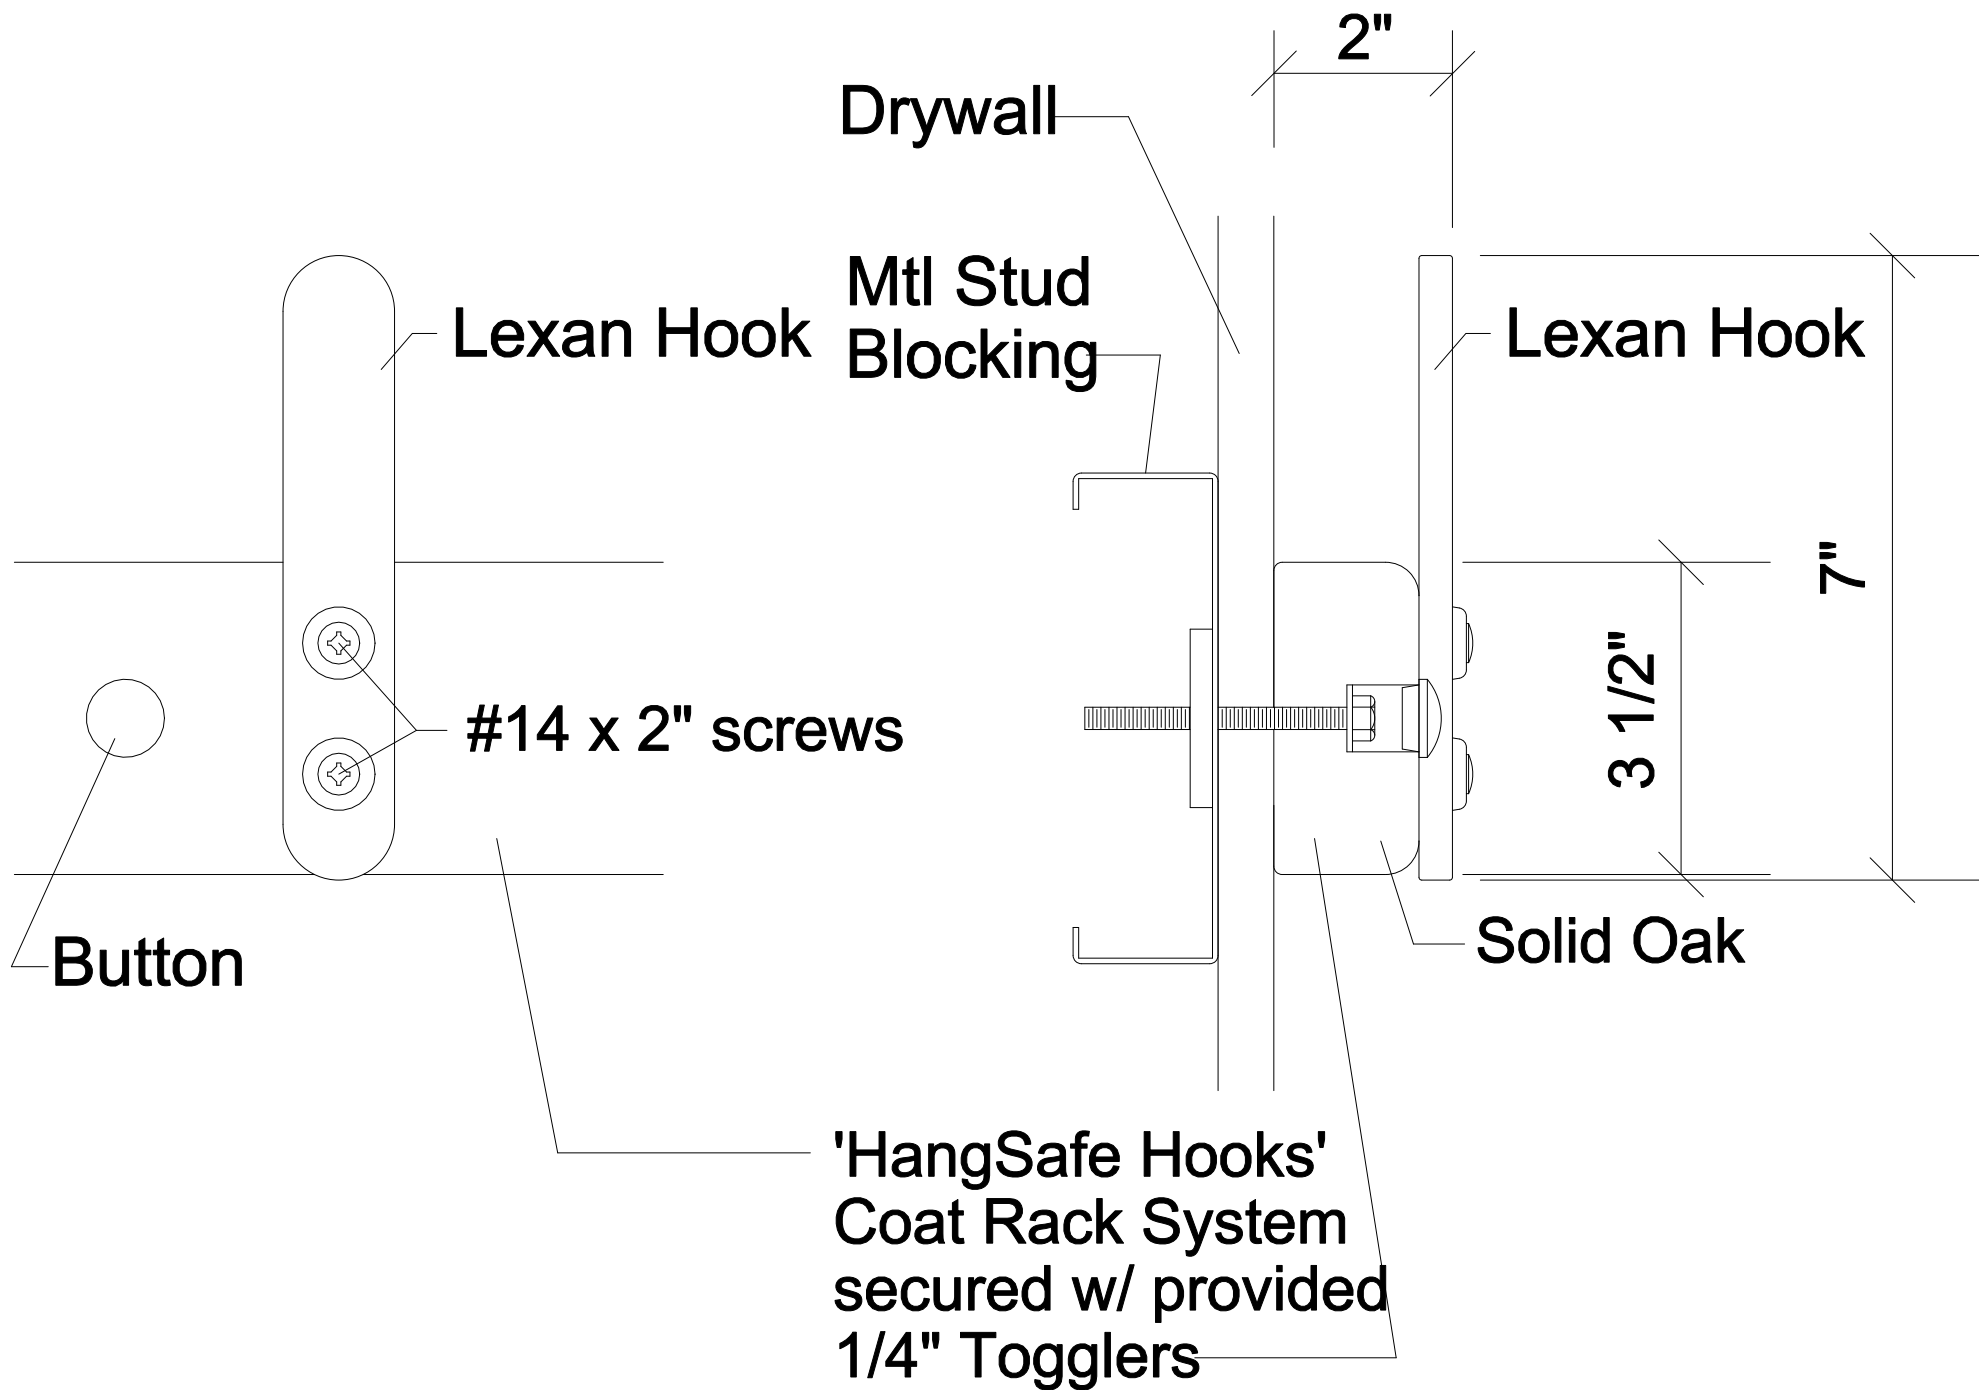 2"
Drywall
Mtl Stud
Blocking
Lexan Hook
Lexan Hook
7"
3 1/2"
#14 x 2" screws
Button
Solid Oak
'HangSafe Hooks'
Coat Rack System
secured w/ provided
1/4" Togglers